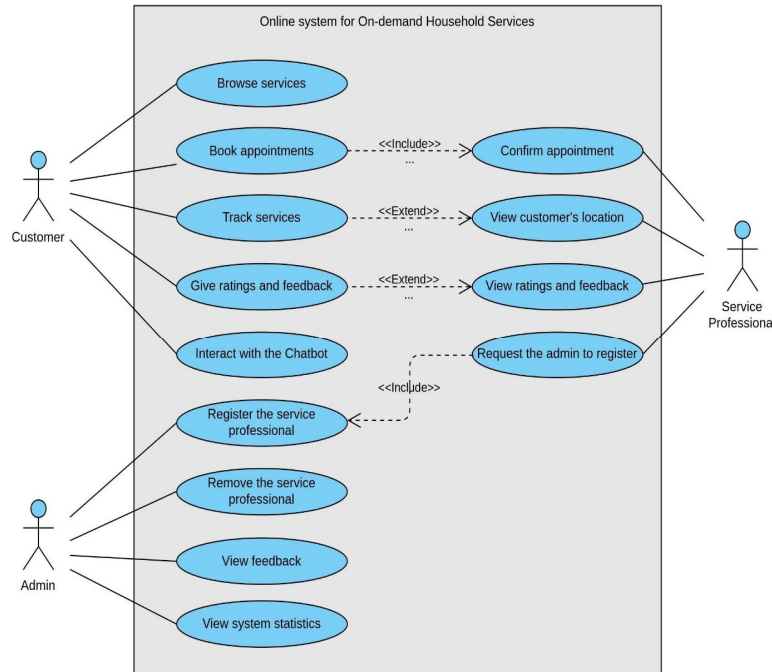 Online system for On-demand Household Services
Browse services
Book appointments
<<Include>>
...
Confirm appointment
Customer
Track services
<<Extend>>
...
View customer's location
Give ratings and feedback
<<Extend>>
...
View ratings and feedback
Service
Professiona
Interact with the Chatbot
Request the admin to register
<<Include>>
Register the service
professional
Remove the service
professional
Admin
View feedback
View system statistics